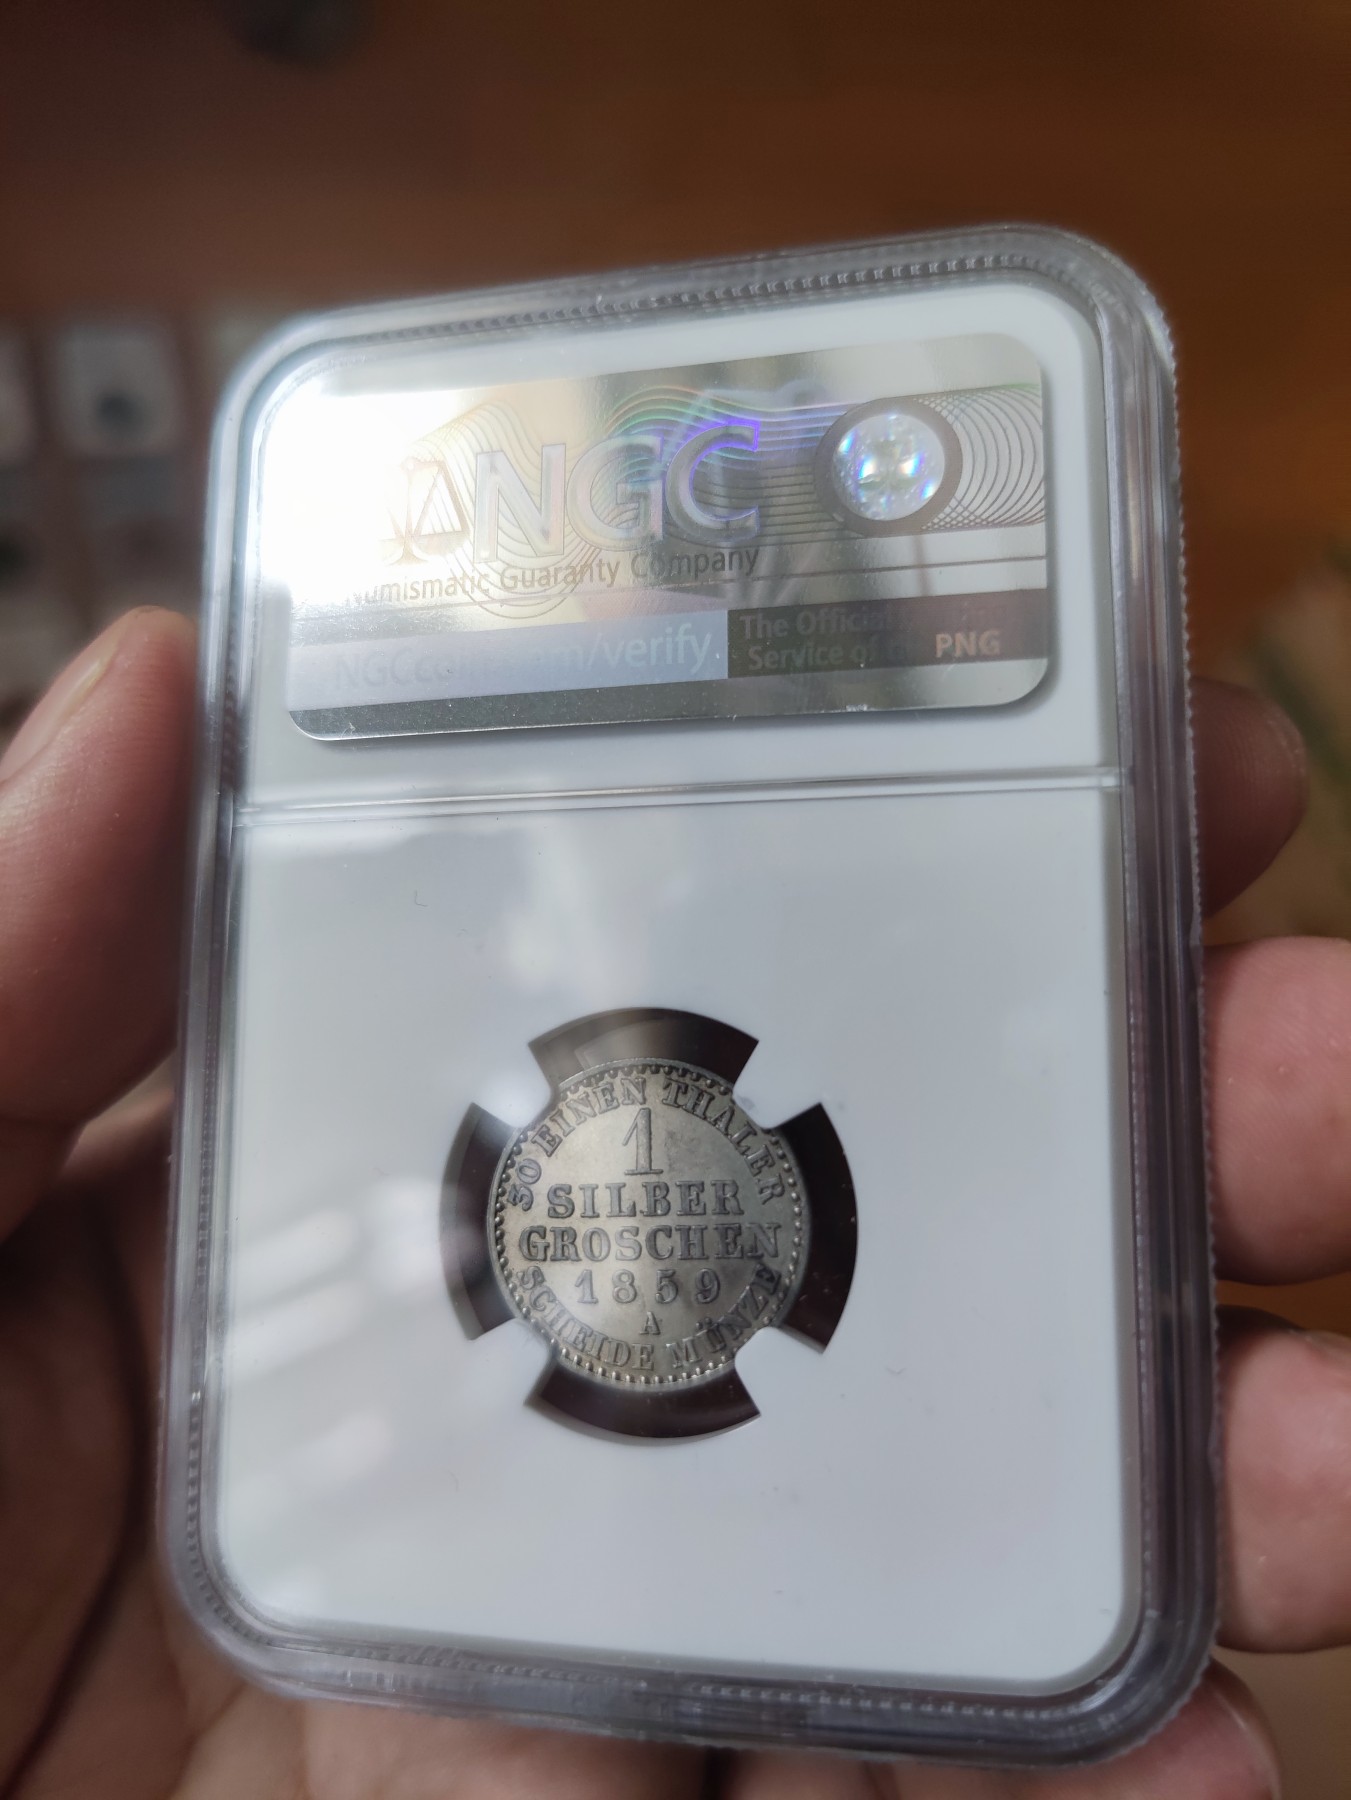 NGC
Numismatic Guaranty Company
NGCcoin.com/verify
The Official
Service of PNG
30 EINEN THALER
1
SILBER
GROSCHEN
1859
A
SCHEIDE MÜNZE